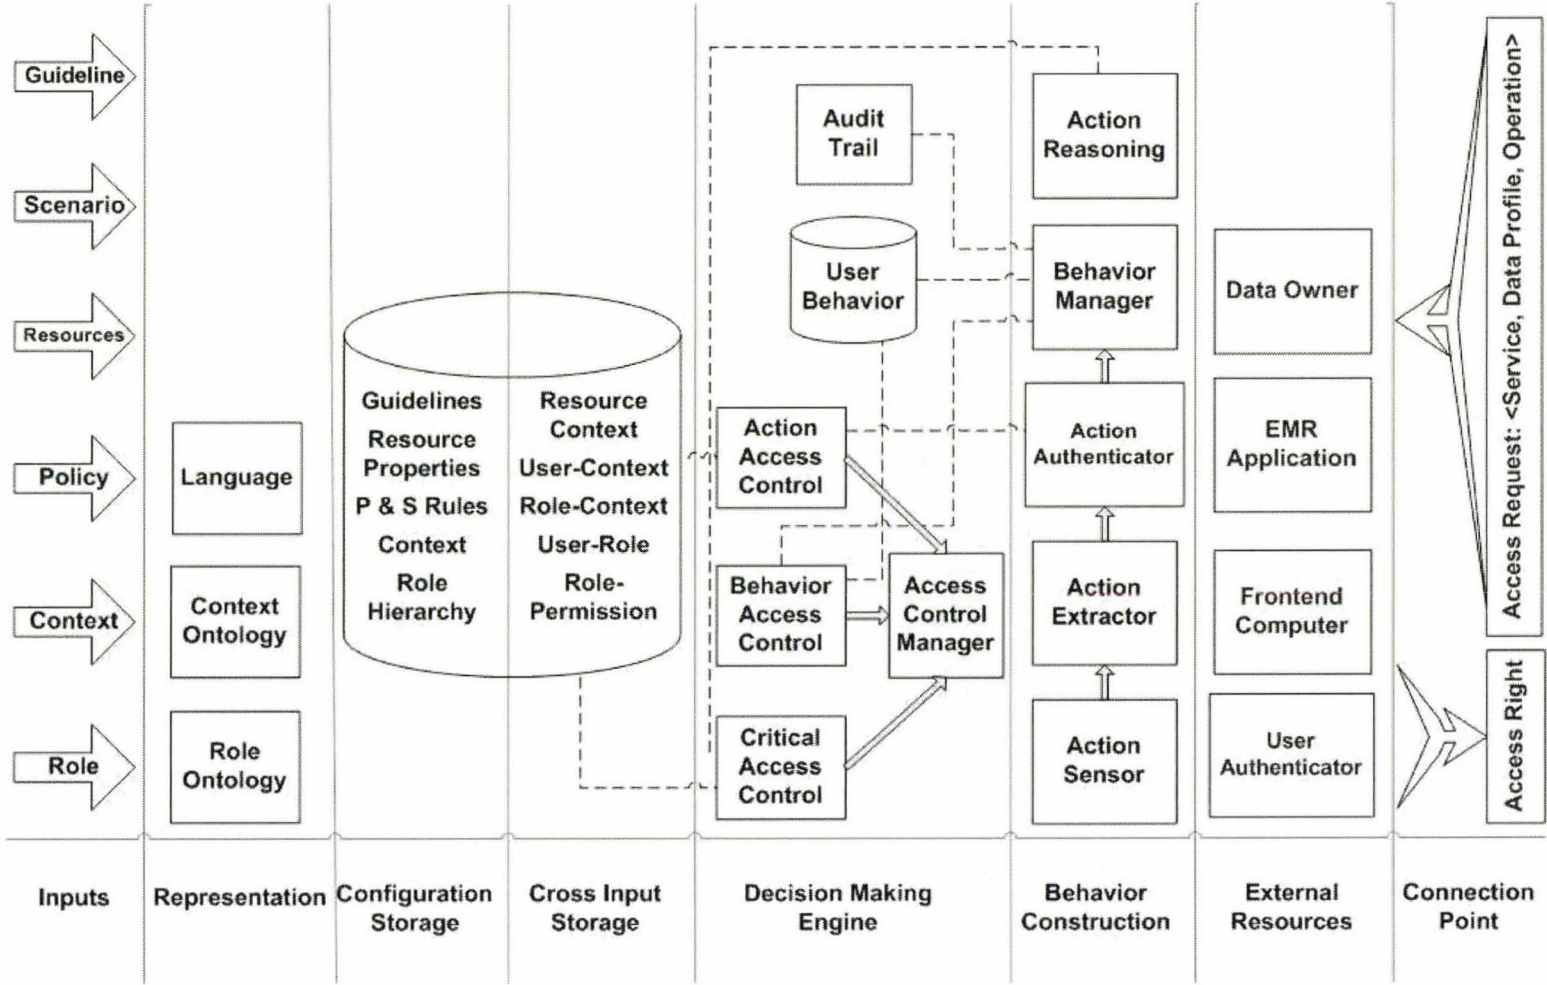 Guideline
Scenario
Resources
Policy
Context
Role
Language
Context
Ontology
Role
Ontology
Guidelines
Resource
Properties
P & S Rules
Context
Role
Hierarchy
Resource
Context
User-Context
Role-Context
User-Role
Role-
Permission
Audit
Trail
User
Behavior
Action
Access
Control
Behavior
Access
Control
Critical
Access
Control
Access
Control
Manager
Action
Reasoning
Behavior
Manager
Action
Authenticator
Action
Extractor
Action
Sensor
Data Owner
EMR
Application
Frontend
Computer
User
Authenticator
Access Request: <Service, Data Profile, Operation>
Access Right
Inputs
Representation
Configuration
Storage
Cross Input
Storage
Decision Making
Engine
Behavior
Construction
External
Resources
Connection
Point